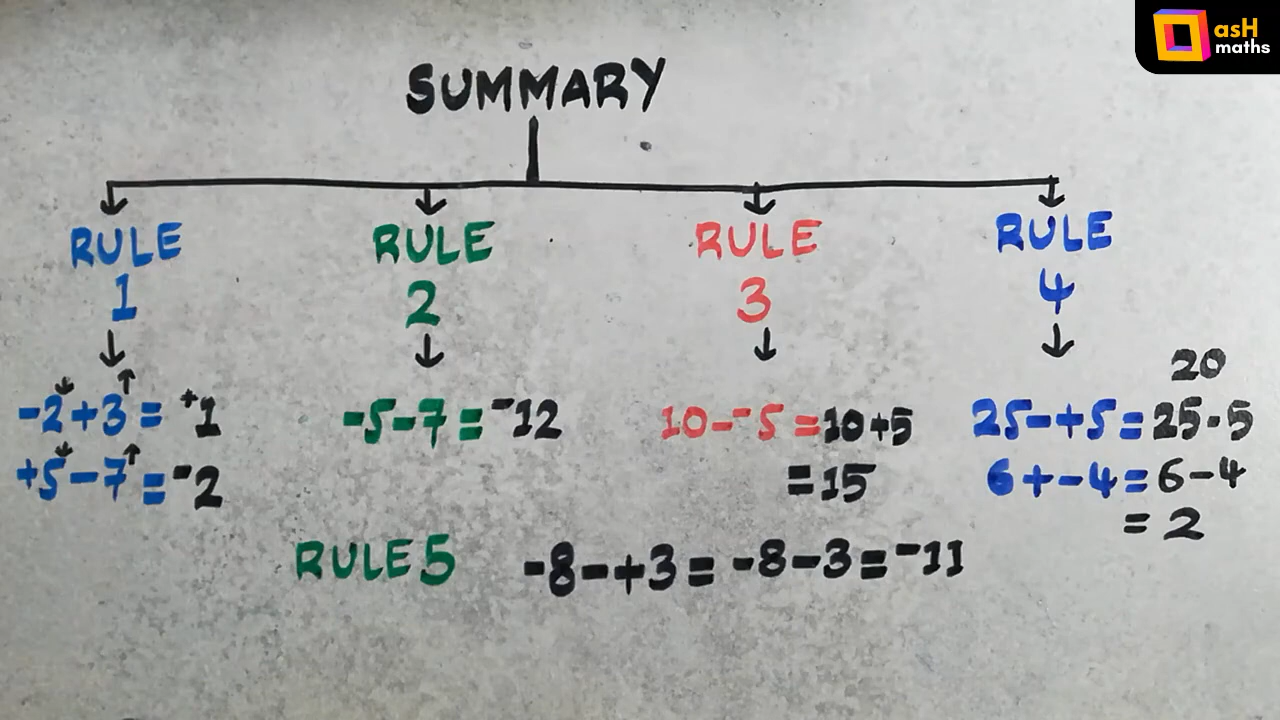 asH
maths
SUMMARY
RULE
1
-2+3= +1
+5-7=-2
RULE
2
-5-7=-12
RULE
3
10--5=10+5
=15
RULE
4
20
25-+5=25-5
6+-4=6-4
=2
RULE 5 -8-+3=-8-3=-11